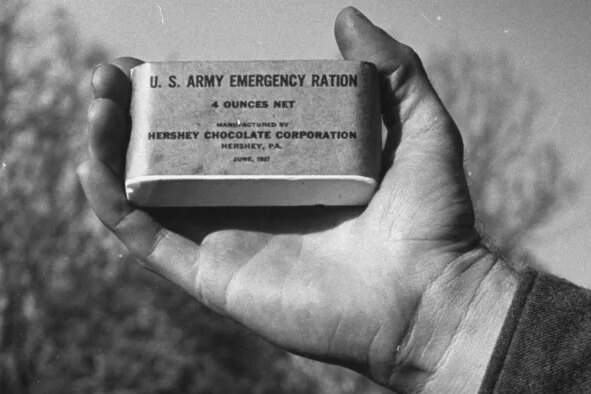 U. S. ARMY EMERGENCY RATION
4 OUNCES NET
MANUFACTURED BY
HERSHEY CHOCOLATE CORPORATION
HERSHEY, PA.
JUNE, 1937